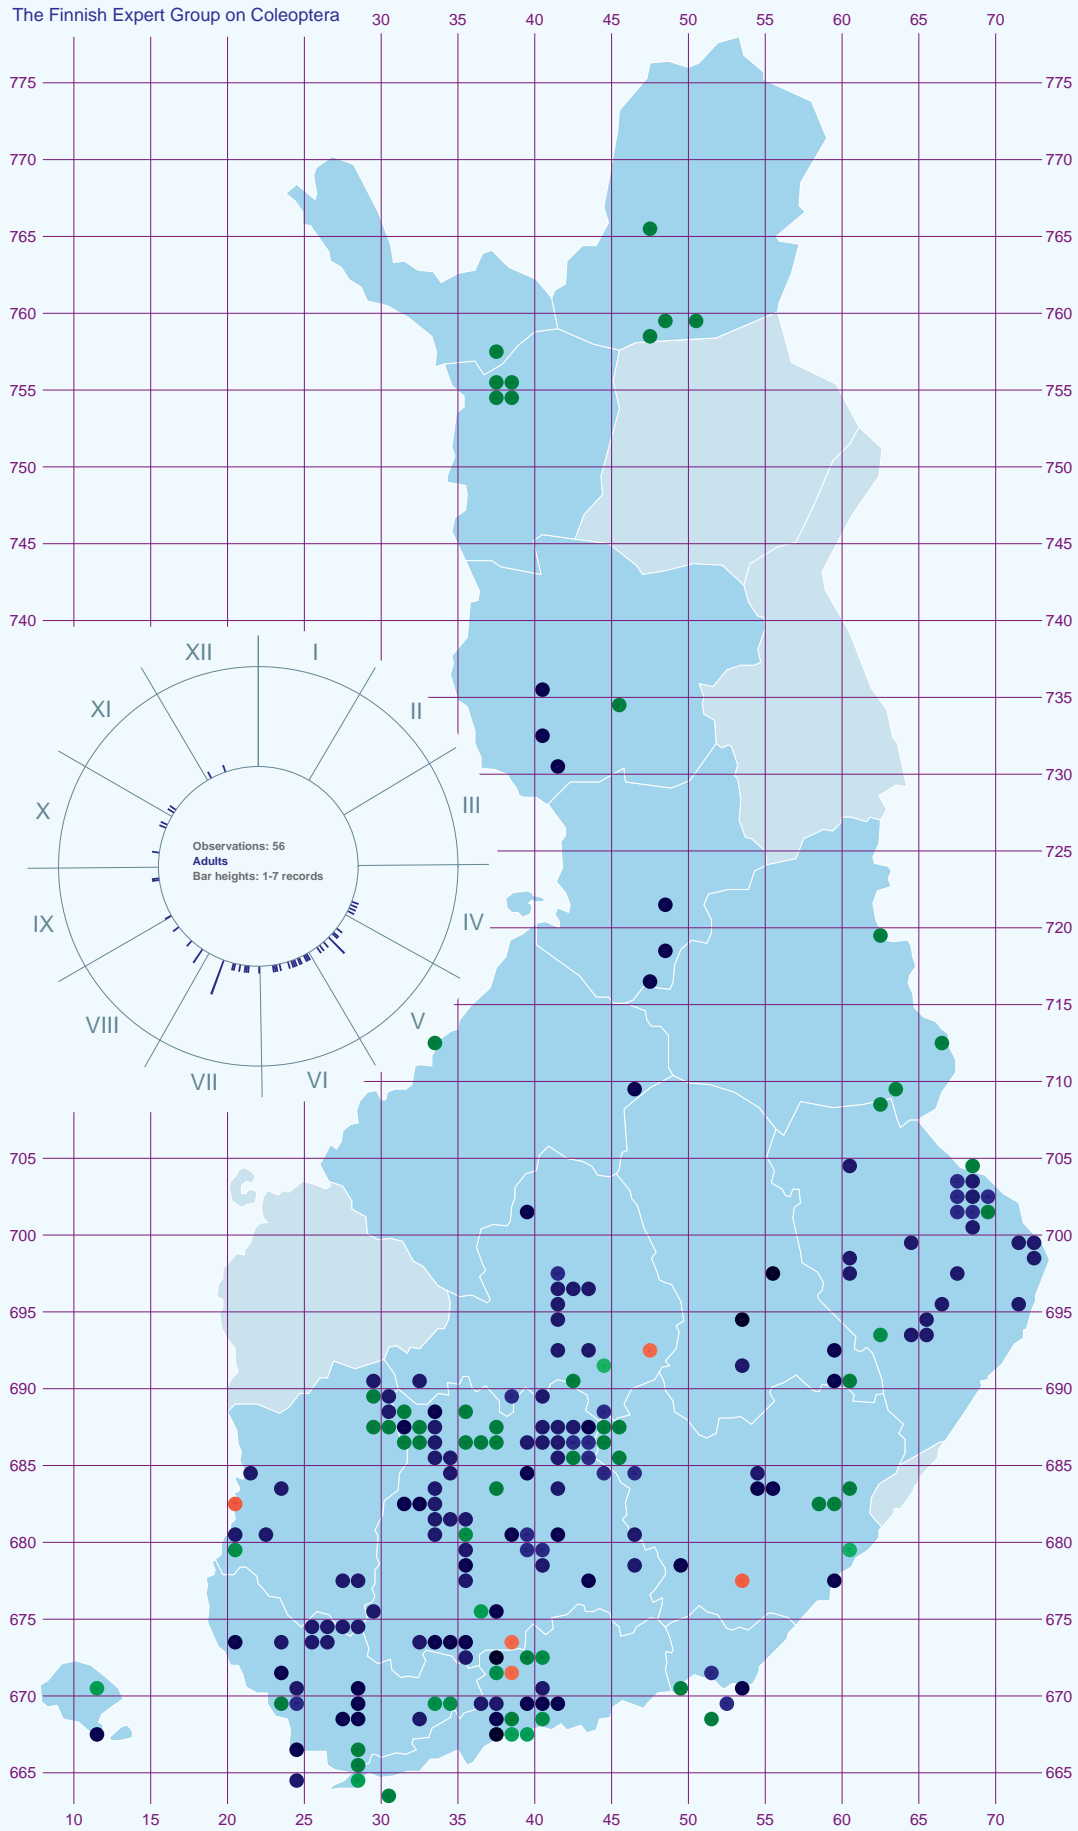 The Finnish Expert Group on Coleoptera
30 45 40 45 50 55 60 65 70
775 775
770 770
765 765
760 760
755 755
750 750
745 745
740 740
XII I
XI II
735
730
X III
Observations: 56
Adults
Bar heights: 1-7 records
725
IX IV
720
715
VIII V
VII VI
710
705 705
700 700
695 695
690 690
685 685
680 680
675 675
670 670
665 665
10 15 20 25 30 35 40 45 50 55 60 65 70